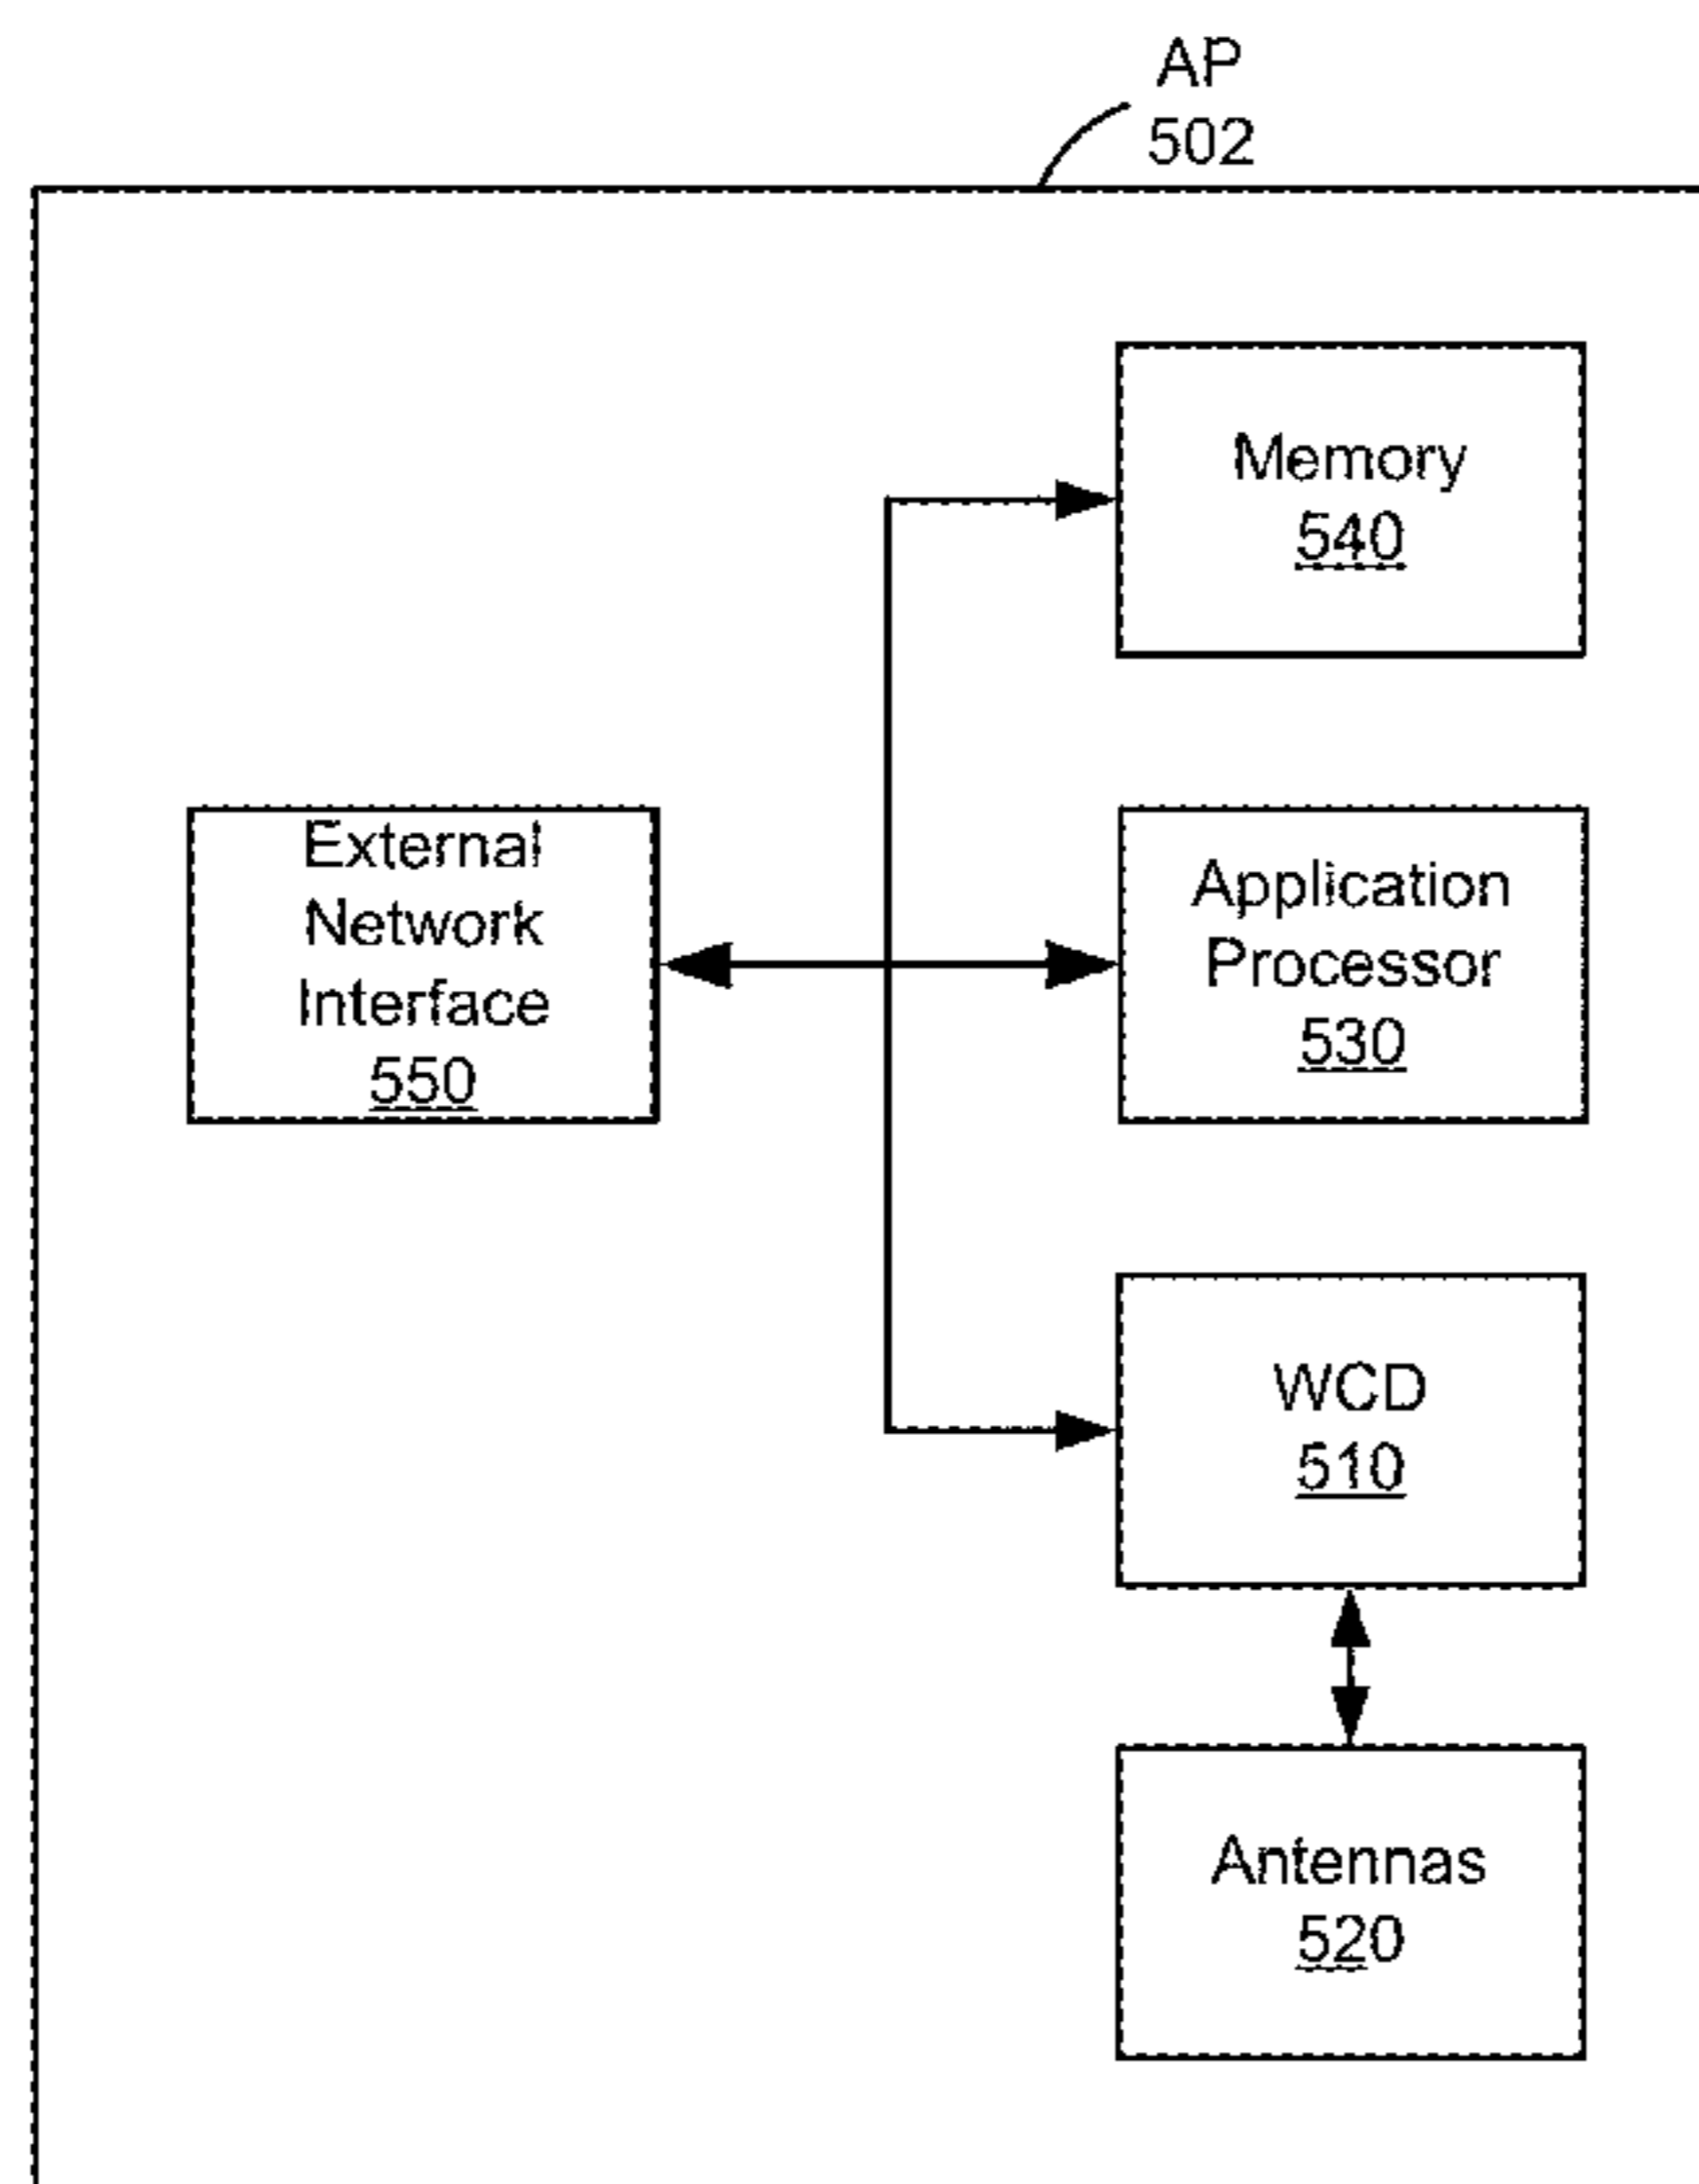 AP
502
Memory
540
External
Network
Interface
550
Application
Processor
530
WCD
510
Antennas
520